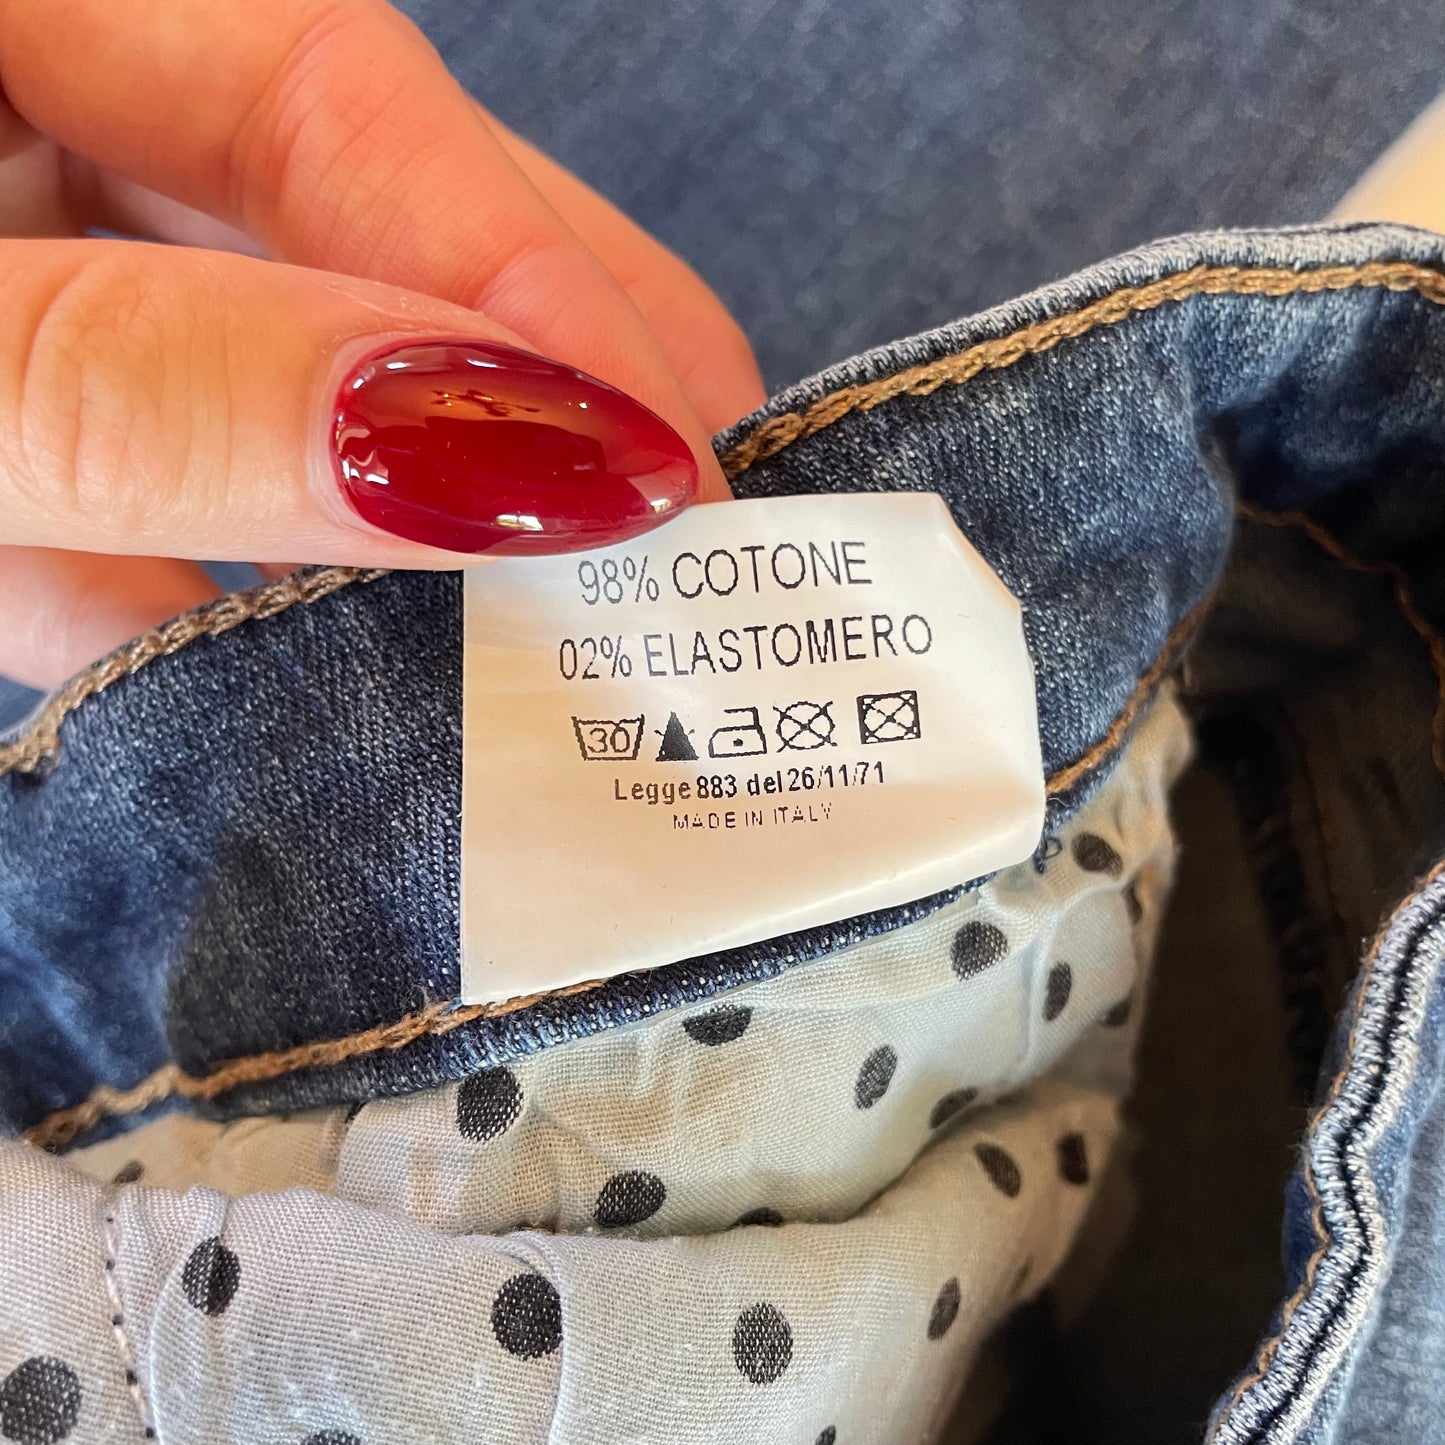 98% COTONE
02% ELASTOMERO
30
Legge 883 del 26/11/71
MADE IN ITALY